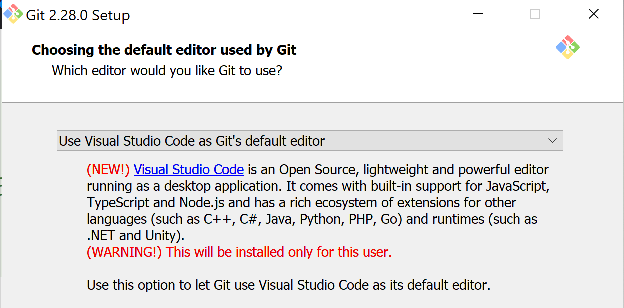 Git 2.28.0 Setup
Choosing the default editor used by Git
Which editor would you like Git to use?
Use Visual Studio Code as Git's default editor
(NEW!) Visual Studio Code is an Open Source, lightweight and powerful editor
running as a desktop application. It comes with built-in support for JavaScript,
TypeScript and Node.js and has a rich ecosystem of extensions for other
languages (such as C++, C#, Java, Python, PHP, Go) and runtimes (such as
.NET and Unity).
(WARNING!) This will be installed only for this user.
Use this option to let Git use Visual Studio Code as its default editor.